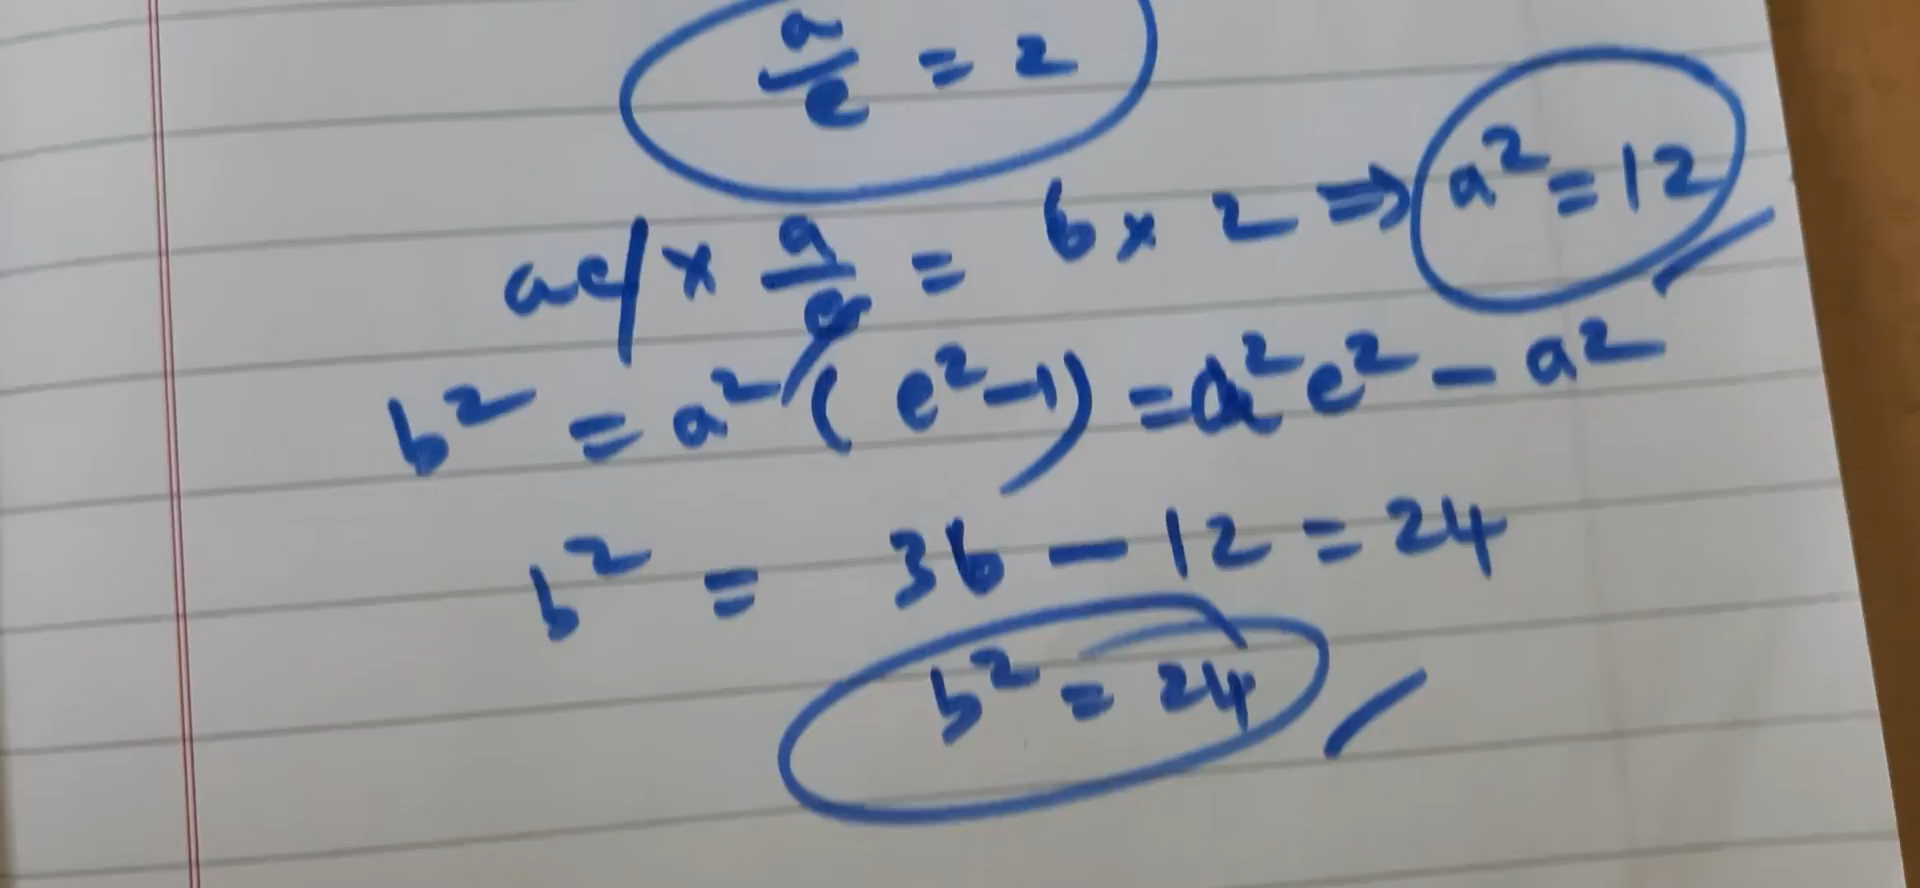 a/e = 2
ae × a/e = 6 × 2 ⇒ a² = 12
b² = a² (e² - 1) = a²e² - a²
b² = 36 - 12 = 24
b² = 24